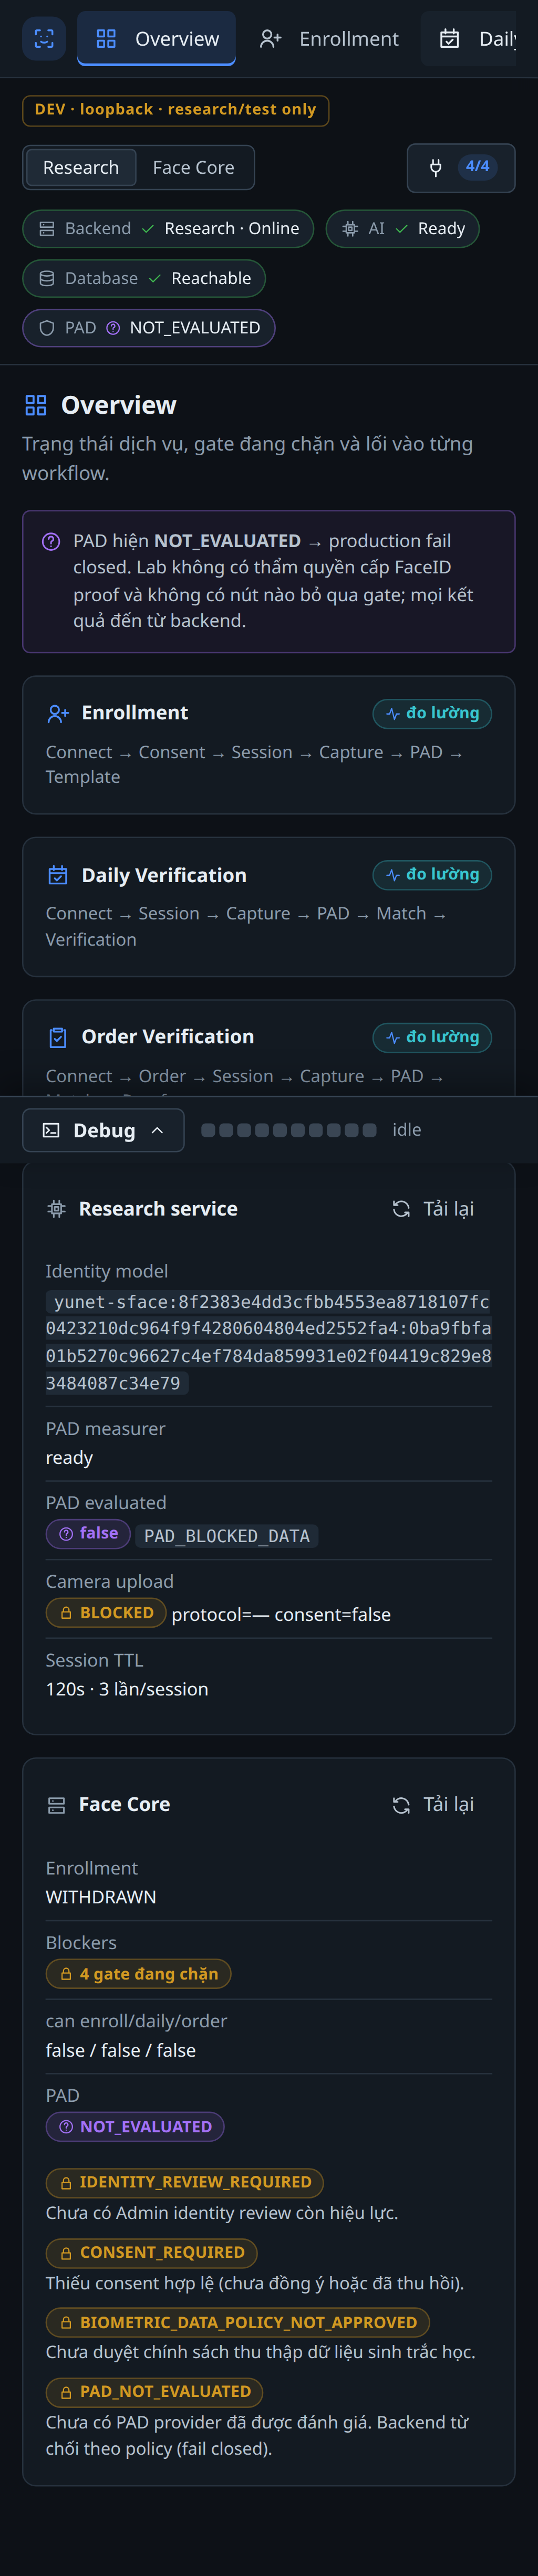 Overview
Enrollment
Daily
DEV · loopback · research/test only
Research
Face Core
4/4
Backend ✓ Research · Online
AI ✓ Ready
Database ✓ Reachable
PAD NOT_EVALUATED
Overview
Trạng thái dịch vụ, gate đang chặn và lối vào từng
workflow.
PAD hiện NOT_EVALUATED → production fail
closed. Lab không có thẩm quyền cấp FaceID
proof và không có nút nào bỏ qua gate; mọi kết
quả đến từ backend.
Enrollment
đo lường
Connect → Consent → Session → Capture → PAD →
Template
Daily Verification
đo lường
Connect → Session → Capture → PAD → Match →
Verification
Order Verification
đo lường
Connect → Order → Session → Capture → PAD →
Debug
idle
Research service
Tải lại
Identity model
yunet-sface:8f2383e4dd3cfbb4553ea8718107fc
0423210dc964f9f4280604804ed2552fa4:0ba9fbfa
01b5270c96627c4ef784da859931e02f04419c829e8
3484087c34e79
PAD measurer
ready
PAD evaluated
false PAD_BLOCKED_DATA
Camera upload
BLOCKED protocol=— consent=false
Session TTL
120s · 3 lần/session
Face Core
Tải lại
Enrollment
WITHDRAWN
Blockers
4 gate đang chặn
can enroll/daily/order
false / false / false
PAD
NOT_EVALUATED
IDENTITY_REVIEW_REQUIRED
Chưa có Admin identity review còn hiệu lực.
CONSENT_REQUIRED
Thiếu consent hợp lệ (chưa đồng ý hoặc đã thu hồi).
BIOMETRIC_DATA_POLICY_NOT_APPROVED
Chưa duyệt chính sách thu thập dữ liệu sinh trắc học.
PAD_NOT_EVALUATED
Chưa có PAD provider đã được đánh giá. Backend từ
chối theo policy (fail closed).